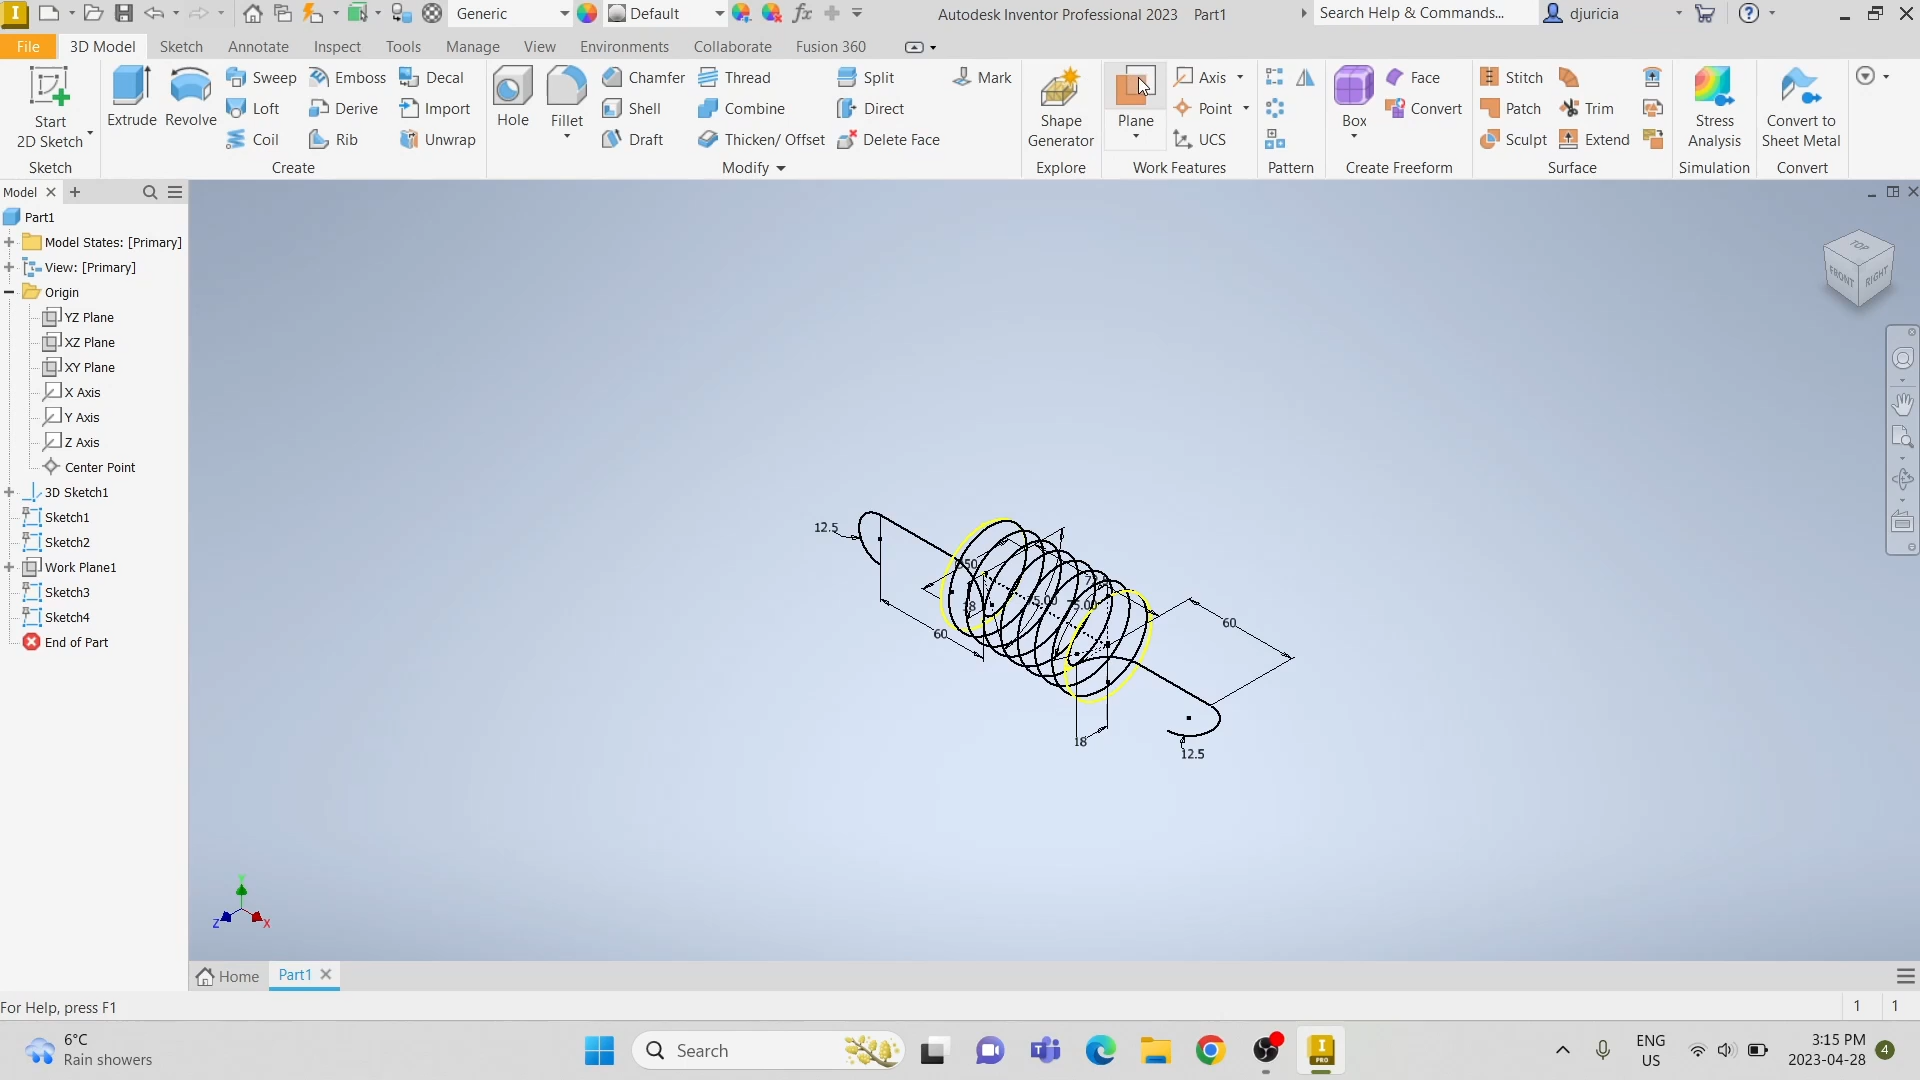 Generic
Default
fx
Autodesk Inventor Professional 2023 Part1
Search Help & Commands...
djuricia
File
3D Model
Sketch
Annotate
Inspect
Tools
Manage
View
Environments
Collaborate
Fusion 360
Start
2D Sketch
Sketch
Extrude
Revolve
Sweep
Loft
Coil
Emboss
Derive
Rib
Decal
Import
Unwrap
Create
Hole
Fillet
Chamfer
Shell
Draft
Thread
Combine
Thicken/ Offset
Split
Direct
Delete Face
Mark
Modify
Shape
Generator
Explore
Plane
Axis
Point
UCS
Work Features
Pattern
Box
Face
Convert
Create Freeform
Stitch
Patch
Sculpt
Trim
Extend
Surface
Stress
Analysis
Simulation
Convert to
Sheet Metal
Convert
Model
Part1
Model States: [Primary]
View: [Primary]
Origin
YZ Plane
XZ Plane
XY Plane
X Axis
Y Axis
Z Axis
Center Point
3D Sketch1
Sketch1
Sketch2
Work Plane1
Sketch3
Sketch4
End of Part
TOP
FRONT
RIGHT
12.5
18
60
60
18
12.5
Y
Z
X
Home
Part1
For Help, press F1
1 1
6°C
Rain showers
Search
I
PRO
ENG
US
3:15 PM
2023-04-28
4